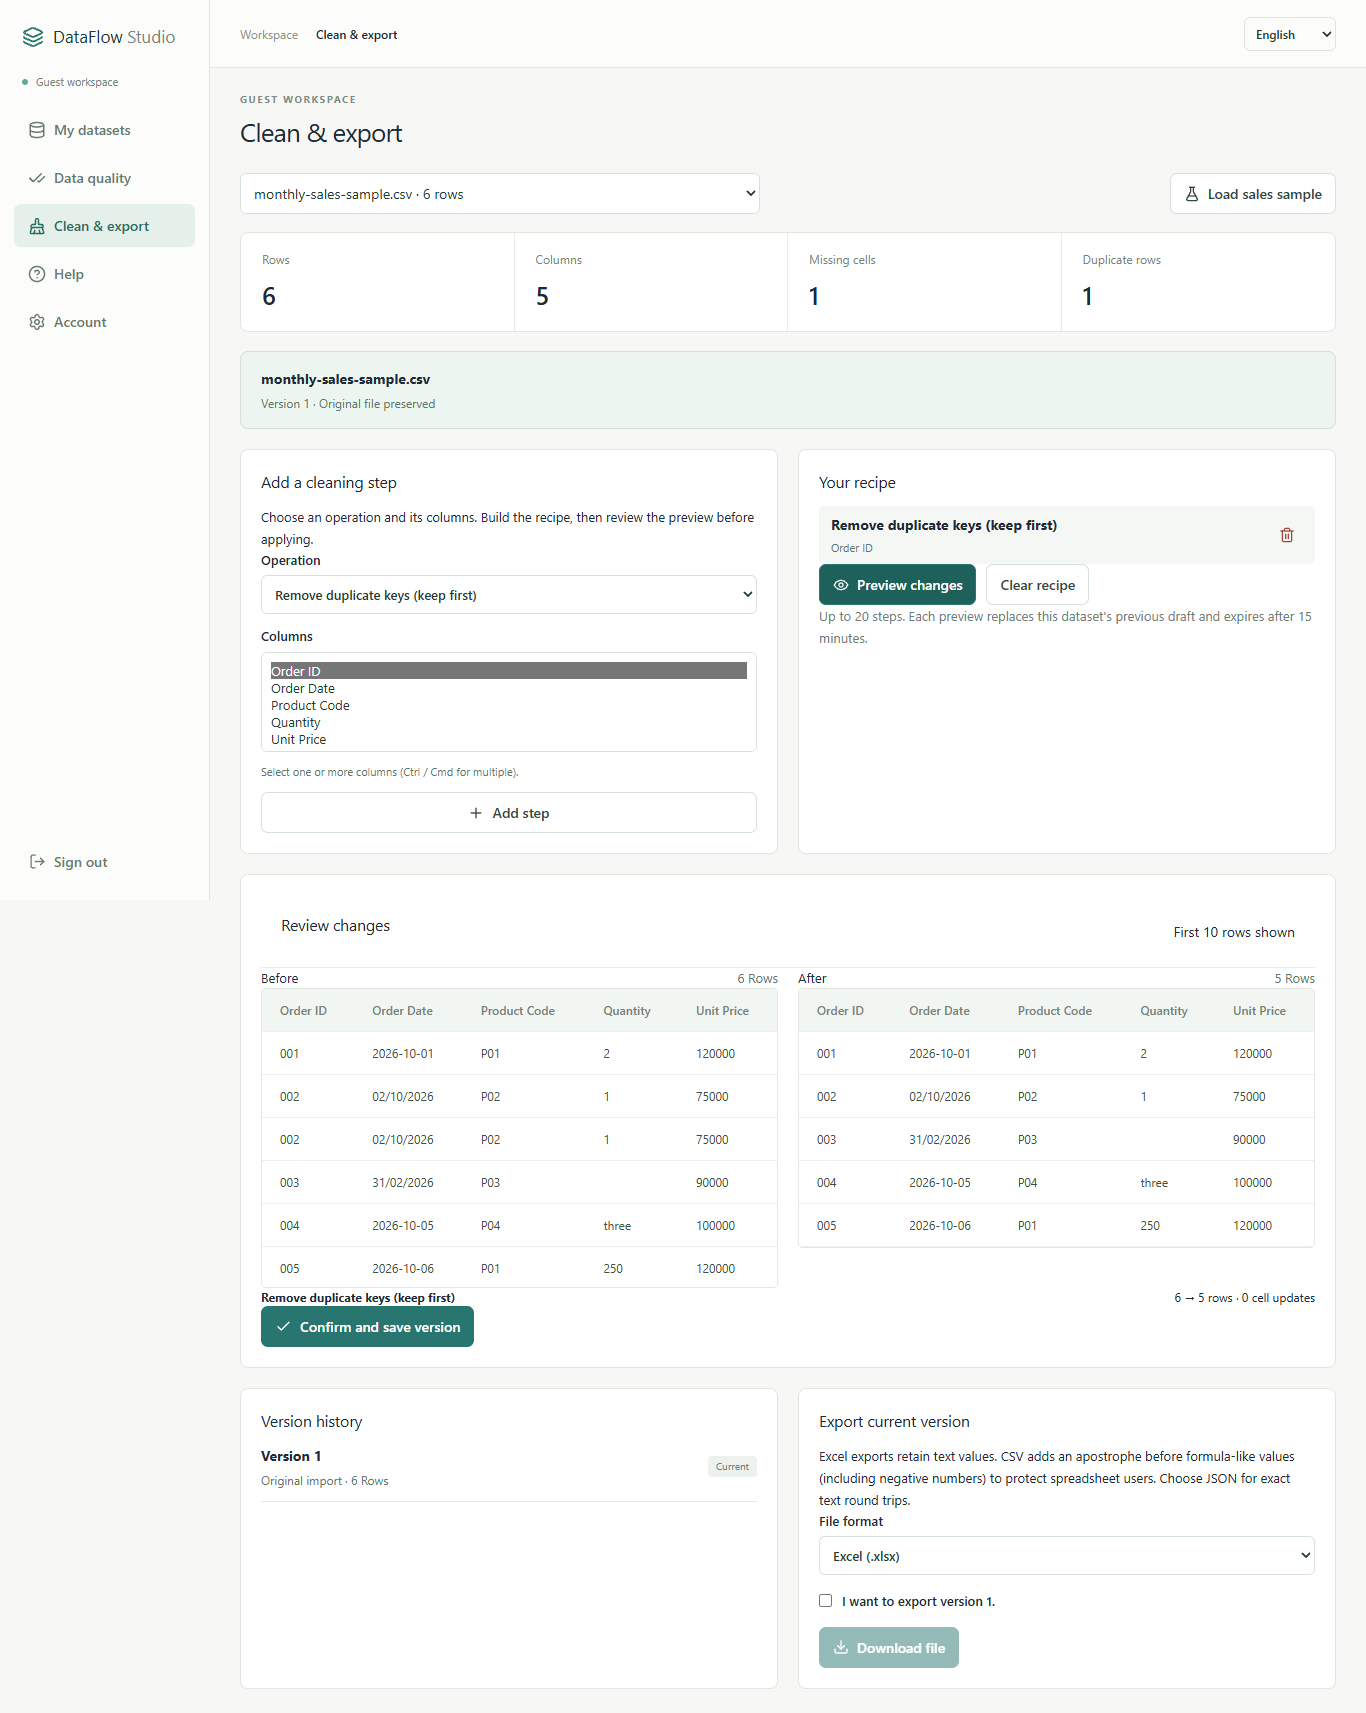 DataFlow Studio
Guest workspace
My datasets
Data quality
Clean & export
Help
Account
Sign out
Workspace Clean & export
English
GUEST WORKSPACE
Clean & export
monthly-sales-sample.csv · 6 rows
Load sales sample
Rows Columns Missing cells Duplicate rows
6 5 1 1
monthly-sales-sample.csv
Version 1 · Original file preserved
Add a cleaning step
Choose an operation and its columns. Build the recipe, then review the preview before
applying.
Operation
Remove duplicate keys (keep first)
Columns
Order ID
Order Date
Product Code
Quantity
Unit Price
Select one or more columns (Ctrl / Cmd for multiple).
Add step
Your recipe
Remove duplicate keys (keep first)
Order ID
Preview changes Clear recipe
Up to 20 steps. Each preview replaces this dataset's previous draft and expires after 15
minutes.
Review changes
First 10 rows shown
Before 6 Rows
Order ID Order Date Product Code Quantity Unit Price
001 2026-10-01 P01 2 120000
002 02/10/2026 P02 1 75000
002 02/10/2026 P02 1 75000
003 31/02/2026 P03 90000
004 2026-10-05 P04 three 100000
005 2026-10-06 P01 250 120000
After 5 Rows
Order ID Order Date Product Code Quantity Unit Price
001 2026-10-01 P01 2 120000
002 02/10/2026 P02 1 75000
003 31/02/2026 P03 90000
004 2026-10-05 P04 three 100000
005 2026-10-06 P01 250 120000
Remove duplicate keys (keep first) 6 → 5 rows · 0 cell updates
Confirm and save version
Version history
Version 1
Original import · 6 Rows
Current
Export current version
Excel exports retain text values. CSV adds an apostrophe before formula-like values
(including negative numbers) to protect spreadsheet users. Choose JSON for exact
text round trips.
File format
Excel (.xlsx)
I want to export version 1.
Download file